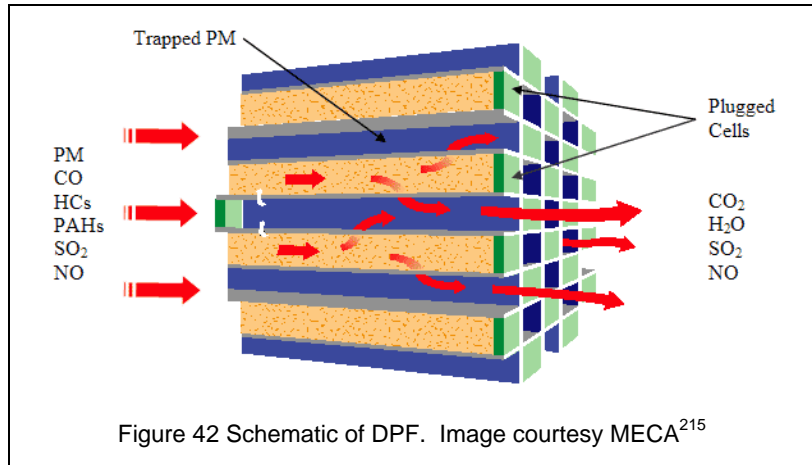 Trapped PM
Plugged
Cells
PM
CO
HCs
PAHs
SO₂
NO
CO₂
H₂O
SO₂
NO
Figure 42 Schematic of DPF. Image courtesy MECA²¹⁵